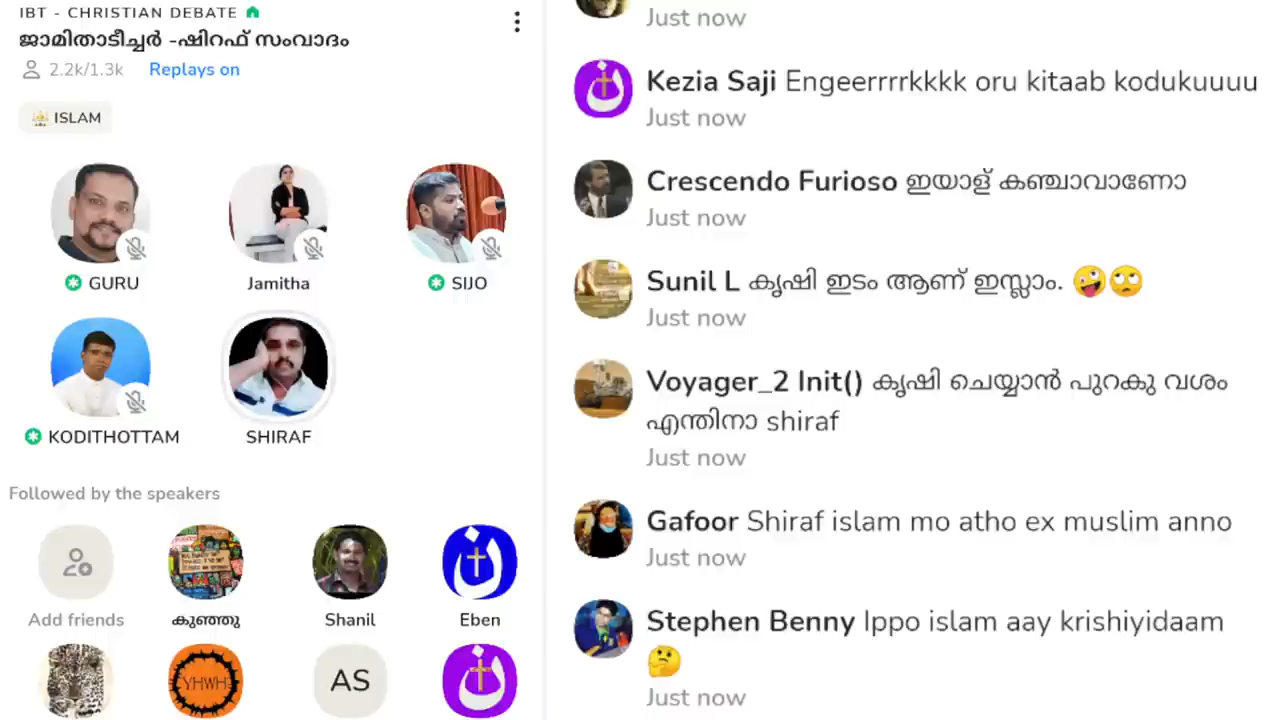 IBT - CHRISTIAN DEBATE
ജാമിതാടീച്ചർ -ഷിറഫ് സംവാദം
2.2k/1.3k Replays on
ISLAM
GURU Jamitha SIJO
KODITHOTTAM SHIRAF
Followed by the speakers
Add friends കുഞ്ഞു Shanil Eben
YHWH AS
Just now
Kezia Saji Engeerrrrkkkk oru kitaab kodukuuuu
Just now
Crescendo Furioso ഇയാള് കഞ്ചാവാണോ
Just now
Sunil L കൃഷി ഇടം ആണ് ഇസ്ലാം. 🤪🙄
Just now
Voyager_2 Init() കൃഷി ചെയ്യാൻ പുറകു വശം
എന്തിനാ shiraf
Just now
Gafoor Shiraf islam mo atho ex muslim anno
Just now
Stephen Benny Ippo islam aay krishiyidaam
🤔
Just now